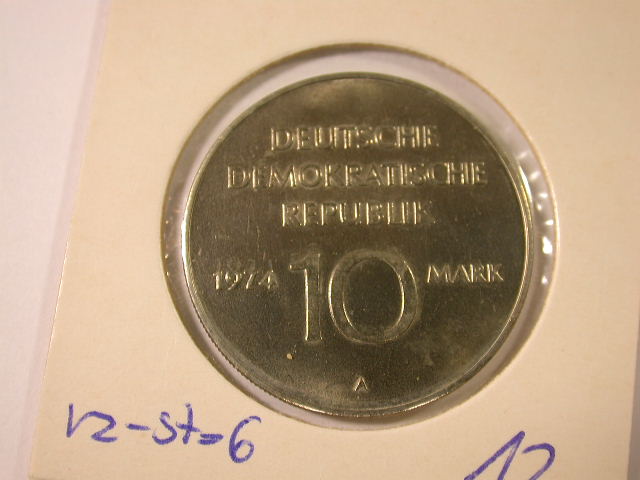 DEUTSCHE
DEMOKRATISCHE
REPUBLIK
1974 10 MARK
A
vz-st=6